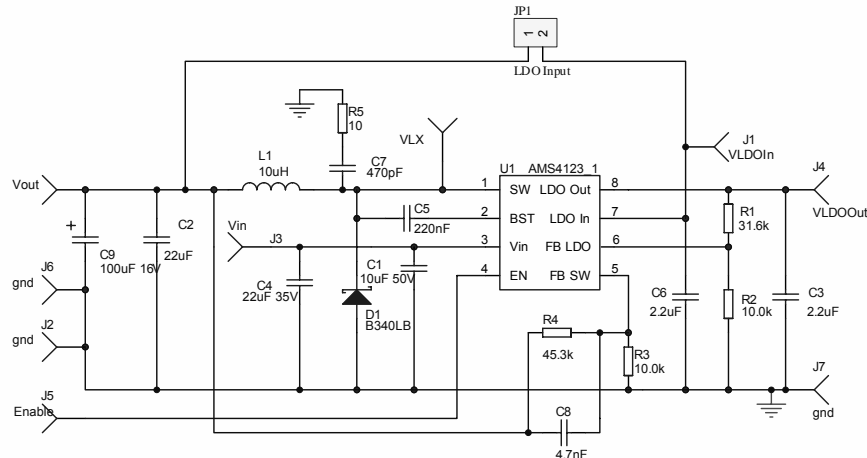 JP1
1 2
LDO Input
R5
10
VLX
C7
470pF
L1
10uH
U1 AMS4123_1
J1
VLDOIn
J4
VLDOOut
Vout
1 SW LDO Out 8
2 BST LDO In 7
3 Vin FB LDO 6
4 EN FB SW 5
C5
220nF
R1
31.6k
Vin
J3
+
C9
100uF 16V
C2
22uF
C4
22uF 35V
C1
10uF 50V
D1
B340LB
J6
gnd
J2
gnd
R4
45.3k
R3
10.0k
C6
2.2uF
R2
10.0k
C3
2.2uF
J5
Enable
C8
4.7nF
J7
gnd